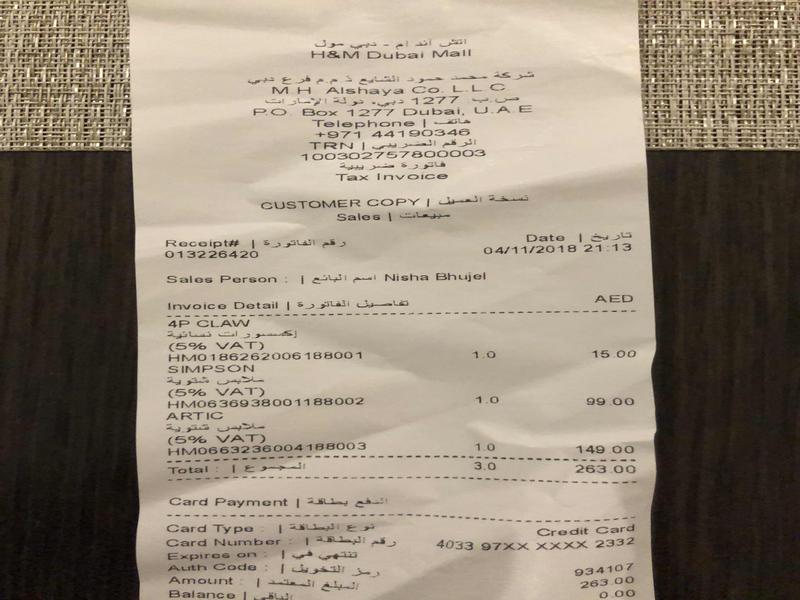 اتش آند ام - دبي مول
H&M Dubai Mall
شركة محمد حمود الشايع ذ.م.م فرع دبي
M.H. Alshaya Co. L.L.C.
ص.ب. 1277 دبي، دولة الإمارات
P.O. Box 1277 Dubai, U.A.E
Telephone | هاتف
+971 44190346
TRN | الرقم الضريبي
100302757800003
فاتورة ضريبية
Tax Invoice
CUSTOMER COPY | نسخة العميل
Sales | مبيعات
Receipt# | رقم الفاتورة Date | تاريخ
013226420 04/11/2018 21:13
Sales Person : | اسم البائع Nisha Bhujel
Invoice Detail | تفاصيل الفاتورة AED
4P CLAW
إكسسورات نسائية
(5% VAT)
HM0186262006188001 1.0 15.00
SIMPSON
ملابس شتوية
(5% VAT)
HM0636938001188002 1.0 99.00
ARTIC
ملابس شتوية
(5% VAT)
HM0663236004188003 1.0 149.00
Total : | المجموع 3.0 263.00
Card Payment | الدفع بطاقة
Card Type : | نوع البطاقة Credit Card
Card Number : | رقم البطاقة 4033 97XX XXXX 2332
Expires on : | تنتهي في
Auth Code : | رمز التخويل 934107
Amount : | المبلغ المعتمد 263.00
Balance | الباقي 0.00